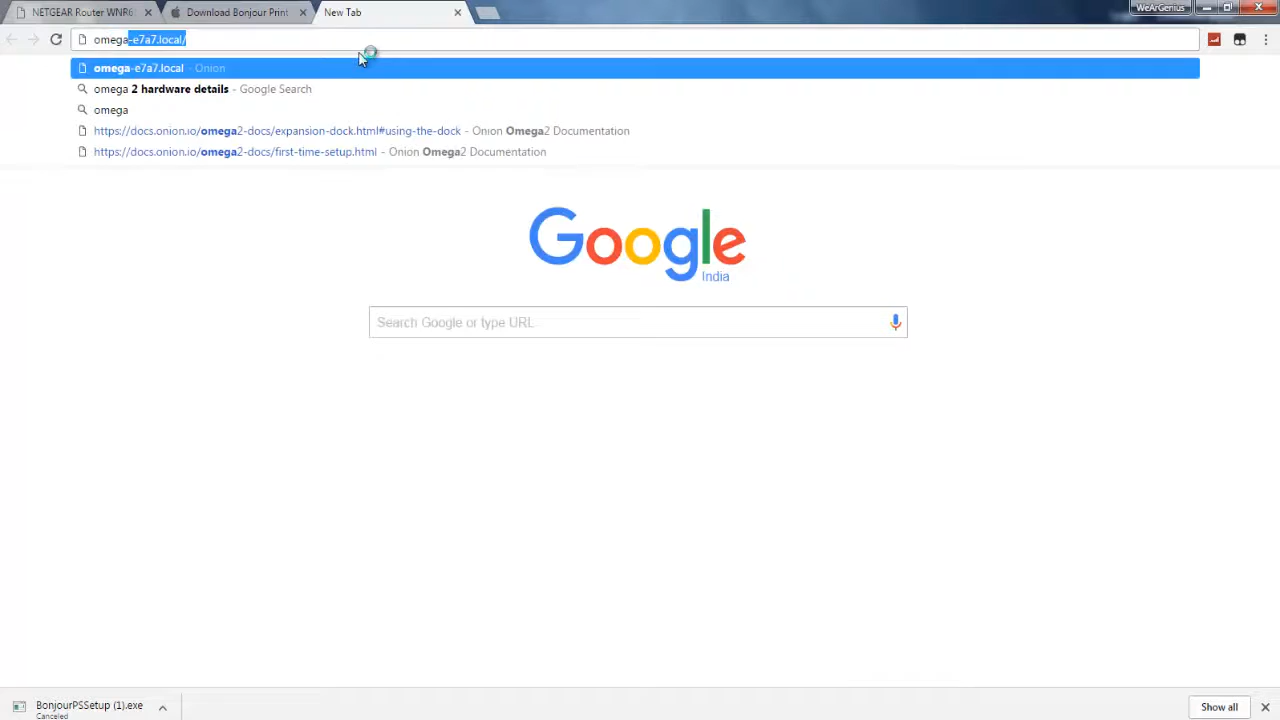 NETGEAR Router WNR6
Download Bonjour Print
New Tab
WeArGenius
omega-e7a7.local/
omega-e7a7.local - Onion
omega 2 hardware details - Google Search
omega
https://docs.onion.io/omega2-docs/expansion-dock.html#using-the-dock - Onion Omega2 Documentation
https://docs.onion.io/omega2-docs/first-time-setup.html - Onion Omega2 Documentation
Google
India
Search Google or type URL
BonjourPSSetup (1).exe
Canceled
Show all